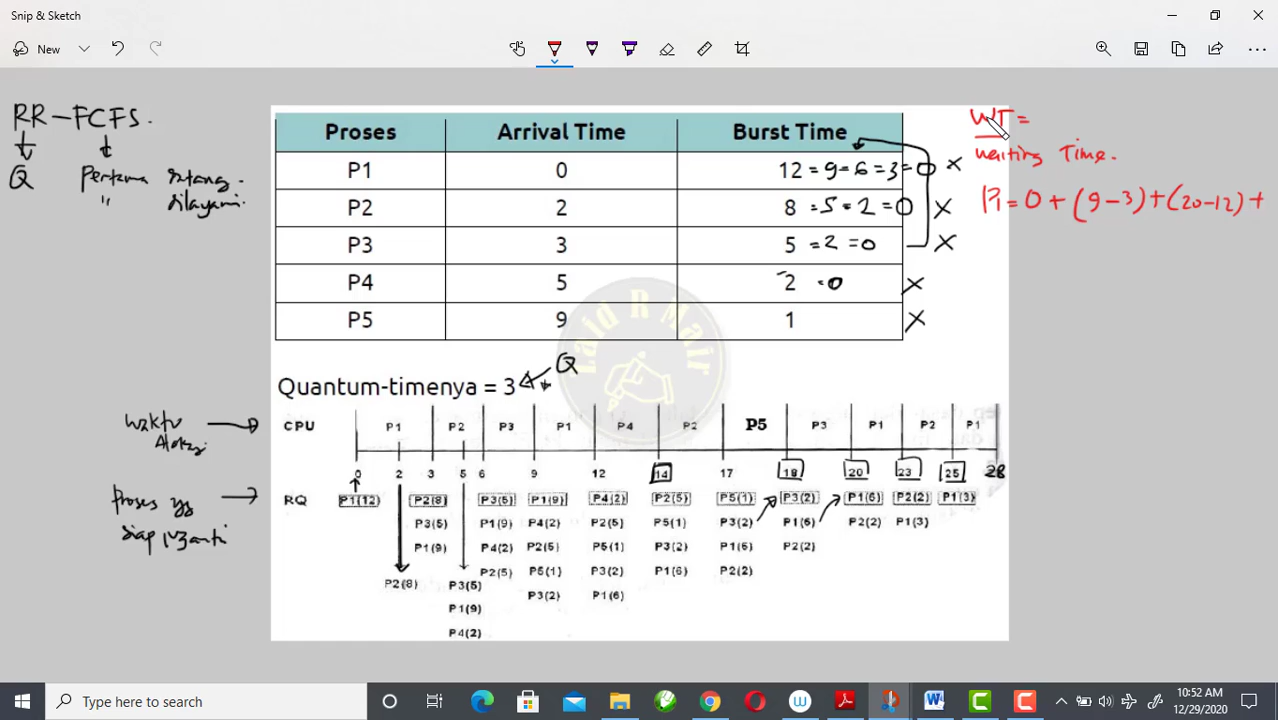 Snip & Sketch
New
RR - FCFS.
Q Pertama datang.
" dilayani.
Proses Arrival Time Burst Time
P1 0 12 = 9 = 6 = 3 = 0 X
P2 2 8 = 5 = 2 = 0 X
P3 3 5 = 2 = 0 X
P4 5 2 = 0 X
P5 9 1 X
WT =
waiting Time.
P1 = 0 + (9-3) + (20-12) +
Laid R Mair
Q
Quantum-timenya = 3
waktu
CPU P1 P2 P3 P1 P4 P2 P5 P3 P1 P2 P1
0 2 3 5 6 9 12 14 17 18 20 23 25 28
proses yg
siap
RQ P1(12) P2(8) P3(5) P1(9) P4(2) P2(5) P5(1) P3(2) P1(6) P2(2) P1(3)
P3(5) P1(9) P4(2) P2(5) P5(1) P3(2) P1(6) P2(2) P1(3)
P1(9) P4(2) P2(5) P5(1) P3(2) P1(6) P2(2)
P2(5) P5(1) P3(2) P1(6) P2(2)
P2(8) P3(5) P3(2) P1(6)
P1(9)
P4(2)
Type here to search
10:52 AM
12/29/2020